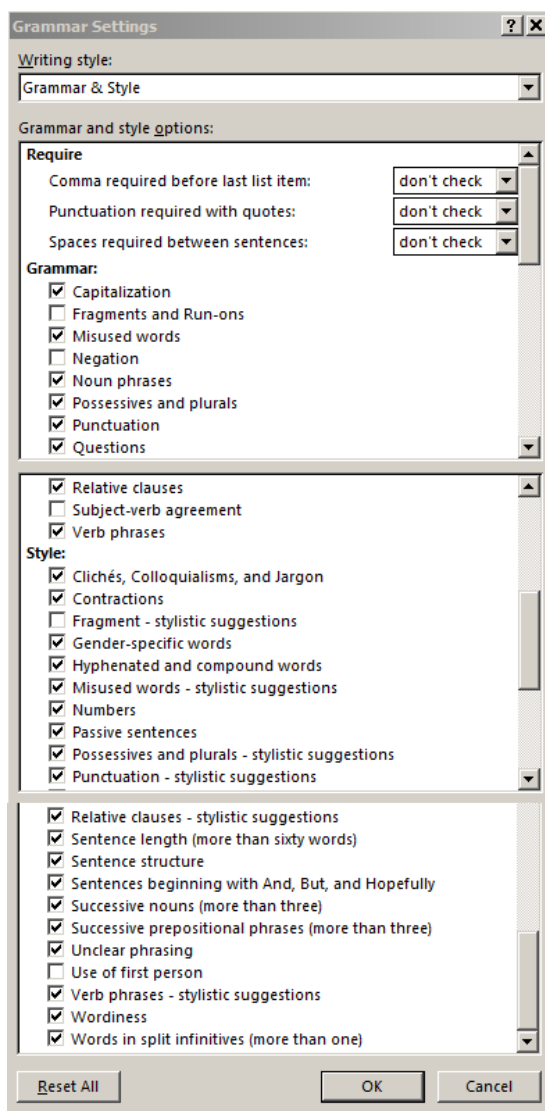 Grammar Settings
Writing style:
Grammar & Style
Grammar and style options:
Require
Comma required before last list item: don't check
Punctuation required with quotes: don't check
Spaces required between sentences: don't check
Grammar:
Capitalization
Fragments and Run-ons
Misused words
Negation
Noun phrases
Possessives and plurals
Punctuation
Questions
Relative clauses
Subject-verb agreement
Verb phrases
Style:
Clichés, Colloquialisms, and Jargon
Contractions
Fragment - stylistic suggestions
Gender-specific words
Hyphenated and compound words
Misused words - stylistic suggestions
Numbers
Passive sentences
Possessives and plurals - stylistic suggestions
Punctuation - stylistic suggestions
Relative clauses - stylistic suggestions
Sentence length (more than sixty words)
Sentence structure
Sentences beginning with And, But, and Hopefully
Successive nouns (more than three)
Successive prepositional phrases (more than three)
Unclear phrasing
Use of first person
Verb phrases - stylistic suggestions
Wordiness
Words in split infinitives (more than one)
Reset All OK Cancel